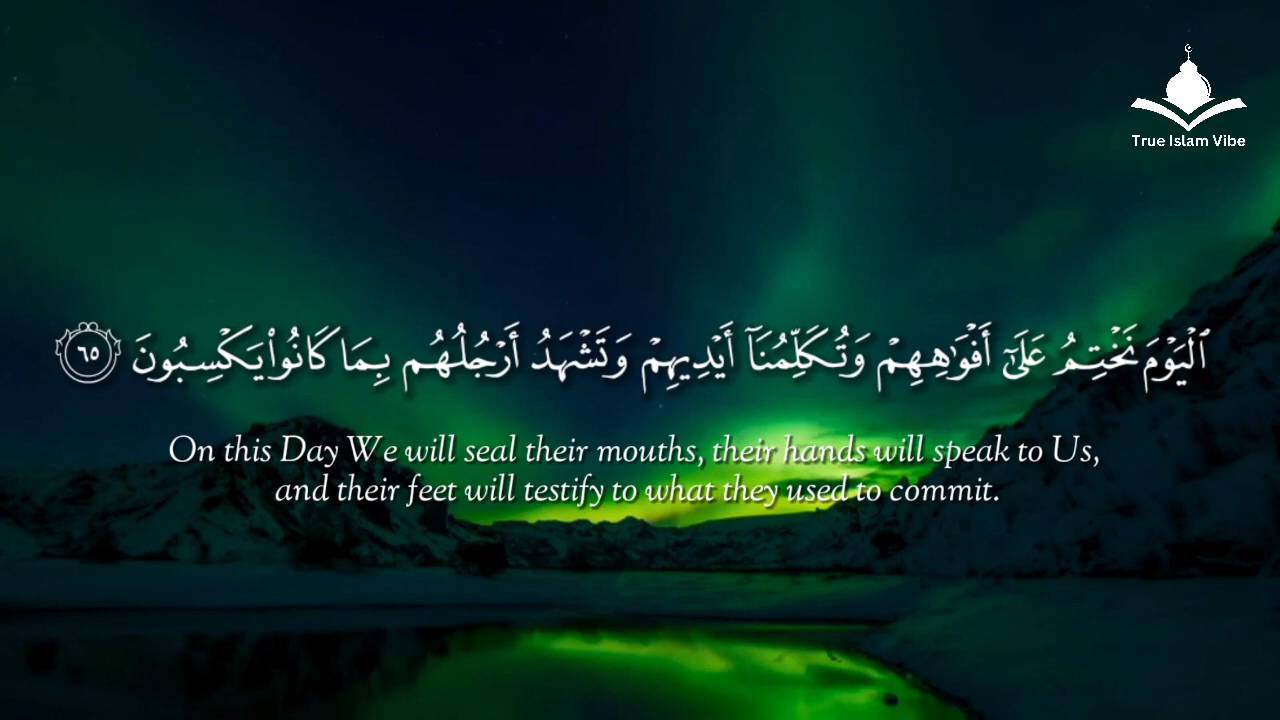 True Islam Vibe
ٱلْيَوْمَ نَخْتِمُ عَلَىٰٓ أَفْوَٰهِهِمْ وَتُكَلِّمُنَآ أَيْدِيهِمْ وَتَشْهَدُ أَرْجُلُهُم بِمَا كَانُوا۟ يَكْسِبُونَ ٦٥
On this Day We will seal their mouths, their hands will speak to Us,
and their feet will testify to what they used to commit.